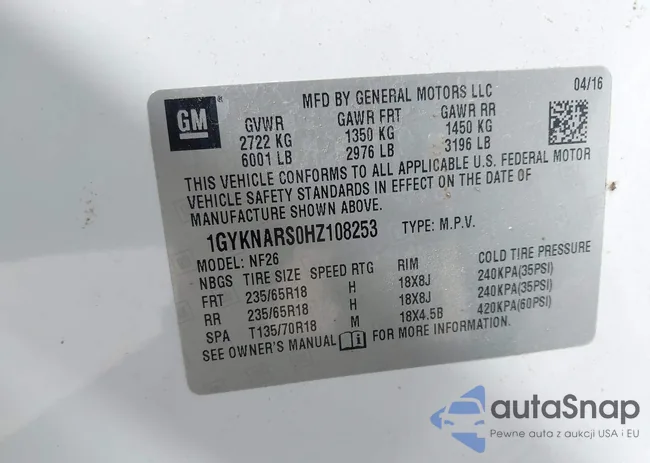 GM
®
MFD BY GENERAL MOTORS LLC
04/16
GVWR GAWR FRT GAWR RR
2722 KG 1350 KG 1450 KG
6001 LB 2976 LB 3196 LB
THIS VEHICLE CONFORMS TO ALL APPLICABLE U.S. FEDERAL MOTOR
VEHICLE SAFETY STANDARDS IN EFFECT ON THE DATE OF
MANUFACTURE SHOWN ABOVE.
1GYKNARS0HZ108253 TYPE: M.P.V.
MODEL: NF26
NBGS TIRE SIZE SPEED RTG RIM COLD TIRE PRESSURE
FRT 235/65R18 H 18X8J 240KPA(35PSI)
RR 235/65R18 H 18X8J 240KPA(35PSI)
SPA T135/70R18 M 18X4.5B 420KPA(60PSI)
SEE OWNER'S MANUAL FOR MORE INFORMATION.
autaSnap
Pewne auta z aukcji USA i EU